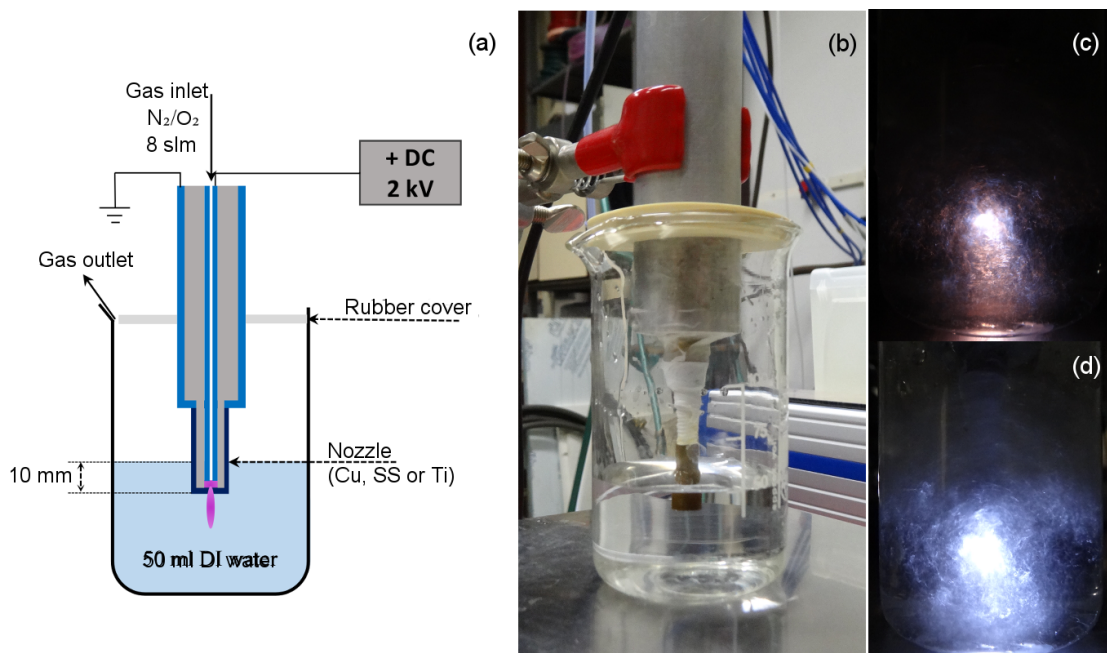 (a)
Gas inlet
N₂/O₂
8 slm
+ DC
2 kV
Gas outlet
Rubber cover
10 mm
Nozzle
(Cu, SS or Ti)
50 ml DI water
(b)
(c)
(d)